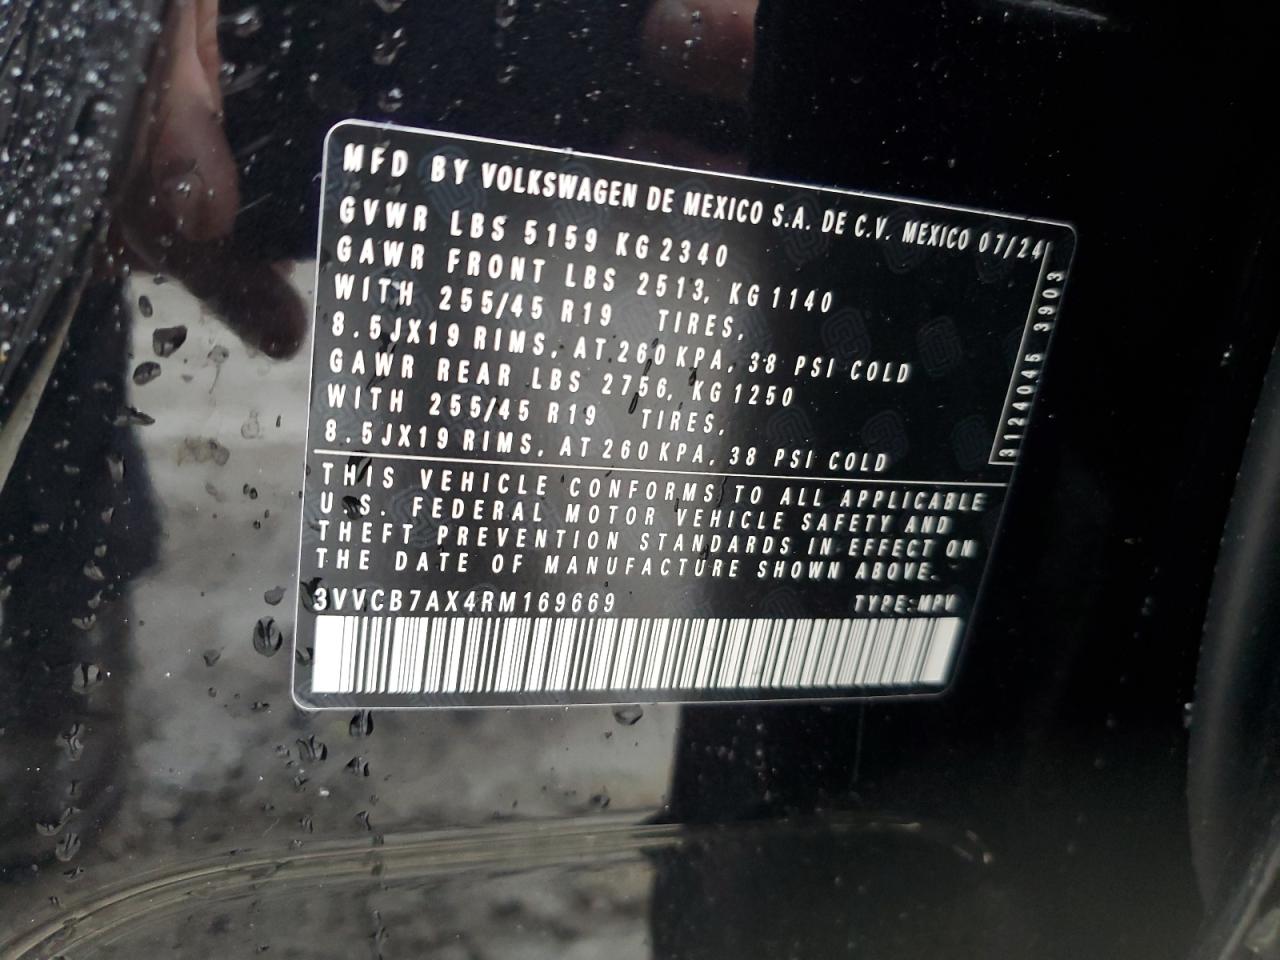 MFD BY VOLKSWAGEN DE MEXICO S.A. DE C.V. MEXICO 07/24
GVWR LBS 5159 KG 2340
GAWR FRONT LBS 2513, KG 1140
WITH 255/45 R19 TIRES,
8.5JX19 RIMS, AT 260 KPA, 38 PSI COLD
GAWR REAR LBS 2756, KG 1250
WITH 255/45 R19 TIRES,
8.5JX19 RIMS, AT 260 KPA, 38 PSI COLD
3124045 3903
THIS VEHICLE CONFORMS TO ALL APPLICABLE
U.S. FEDERAL MOTOR VEHICLE SAFETY AND
THEFT PREVENTION STANDARDS IN EFFECT ON
THE DATE OF MANUFACTURE SHOWN ABOVE.
3VVCB7AX4RM169669 TYPE: MPV